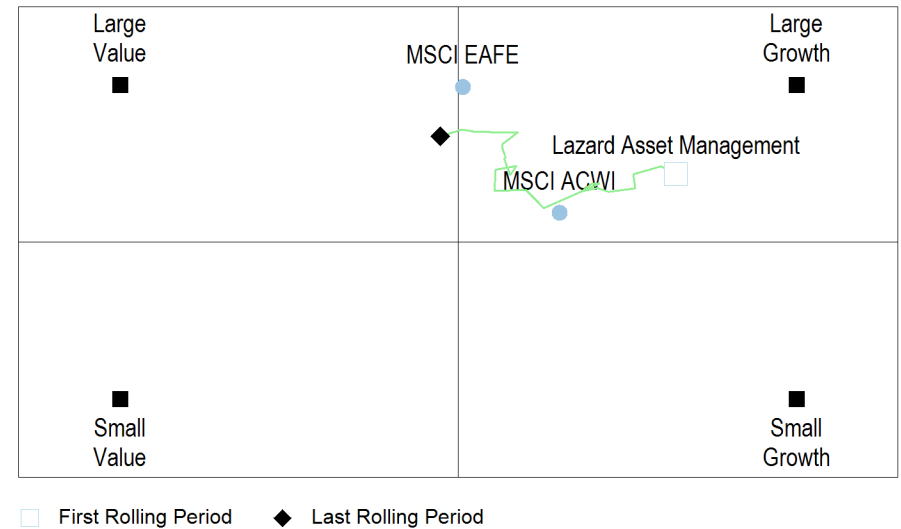 Large
Value
Large
Growth
MSCI EAFE
Lazard Asset Management
MSCI ACWI
Small
Value
Small
Growth
First Rolling Period
Last Rolling Period